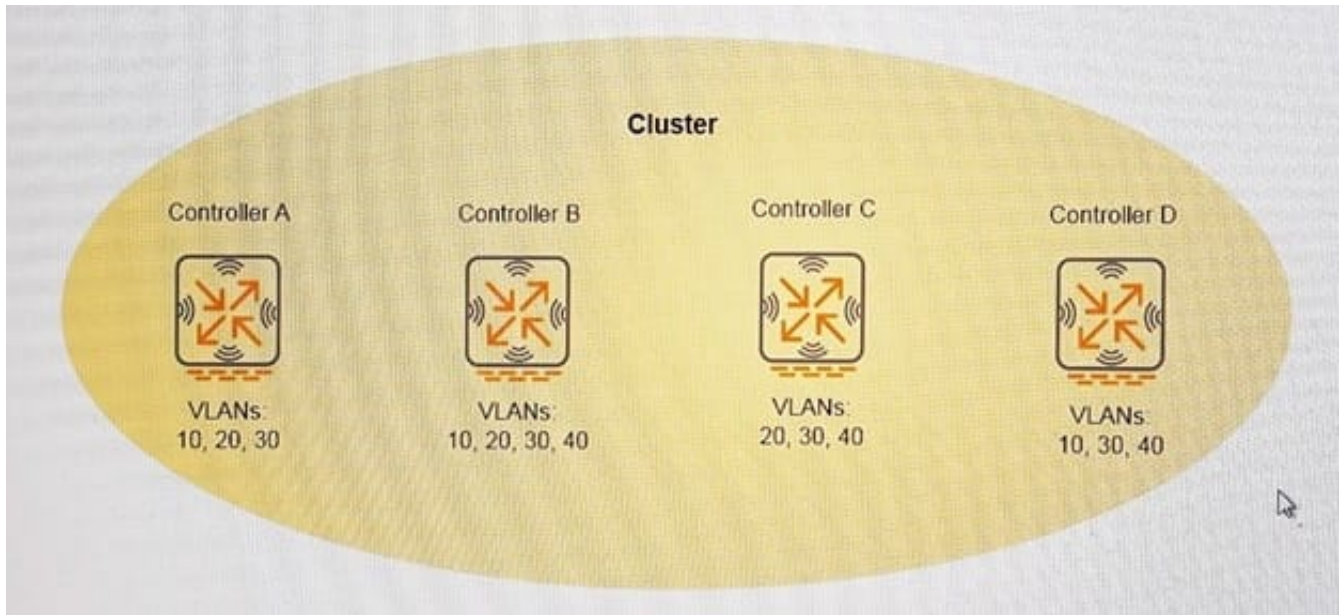 Cluster
Controller A
Controller B
Controller C
Controller D
VLANs:
10, 20, 30
VLANs:
10, 20, 30, 40
VLANs:
20, 30, 40
VLANs:
10, 30, 40